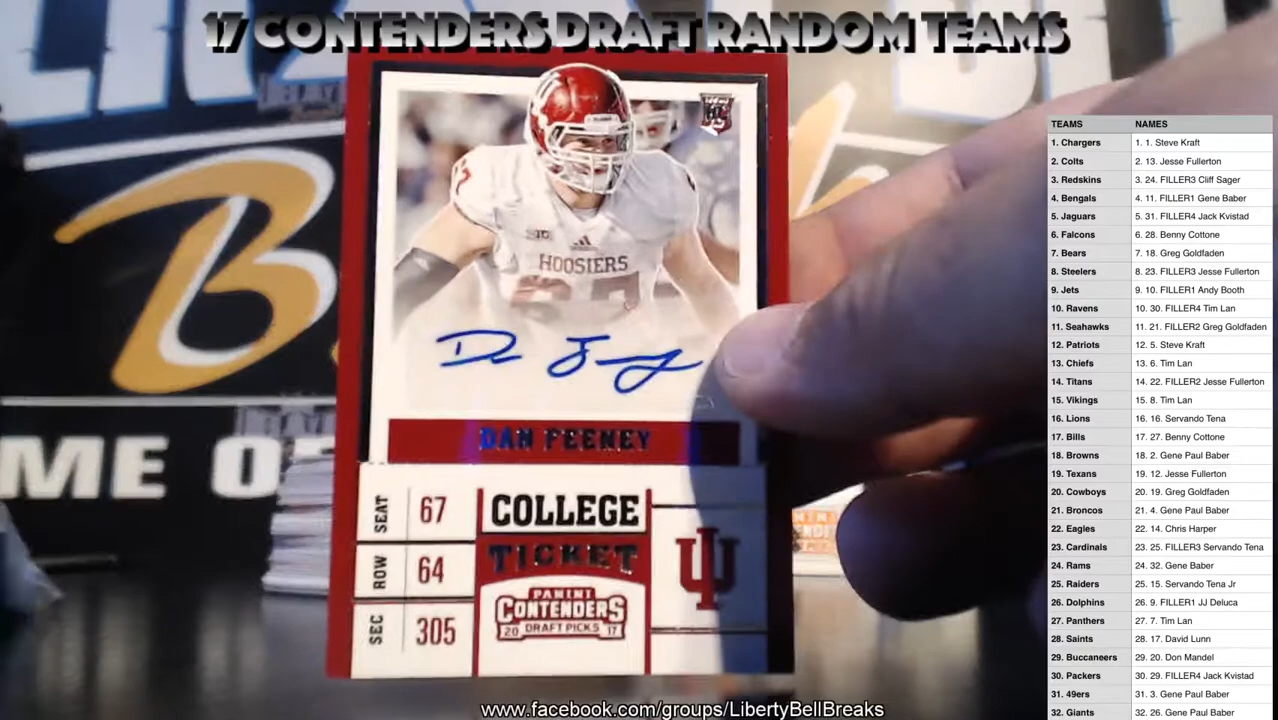 17 CONTENDERS DRAFT RANDOM TEAMS
B
ME O
HOOSIERS
67
DAN FEENEY
SEAT 67
ROW 64
SEC 305
COLLEGE
TICKET
PANINI
CONTENDERS
20 DRAFT PICKS 17
IU
www.facebook.com/groups/LibertyBellBreaks
TEAMS NAMES
1. Chargers 1. 1. Steve Kraft
2. Colts 2. 13. Jesse Fullerton
3. Redskins 3. 24. FILLER3 Cliff Sager
4. Bengals 4. 11. FILLER1 Gene Baber
5. Jaguars 5. 31. FILLER4 Jack Kvistad
6. Falcons 6. 28. Benny Cottone
7. Bears 7. 18. Greg Goldfaden
8. Steelers 8. 23. FILLER3 Jesse Fullerton
9. Jets 9. 10. FILLER1 Andy Booth
10. Ravens 10. 30. FILLER4 Tim Lan
11. Seahawks 11. 21. FILLER2 Greg Goldfaden
12. Patriots 12. 5. Steve Kraft
13. Chiefs 13. 6. Tim Lan
14. Titans 14. 22. FILLER2 Jesse Fullerton
15. Vikings 15. 8. Tim Lan
16. Lions 16. 16. Servando Tena
17. Bills 17. 27. Benny Cottone
18. Browns 18. 2. Gene Paul Baber
19. Texans 19. 12. Jesse Fullerton
20. Cowboys 20. 19. Greg Goldfaden
21. Broncos 21. 4. Gene Paul Baber
22. Eagles 22. 14. Chris Harper
23. Cardinals 23. 25. FILLER3 Servando Tena
24. Rams 24. 32. Gene Baber
25. Raiders 25. 15. Servando Tena Jr
26. Dolphins 26. 9. FILLER1 JJ Deluca
27. Panthers 27. 7. Tim Lan
28. Saints 28. 17. David Lunn
29. Buccaneers 29. 20. Don Mandel
30. Packers 30. 29. FILLER4 Jack Kvistad
31. 49ers 31. 3. Gene Paul Baber
32. Giants 32. 26. Gene Paul Baber